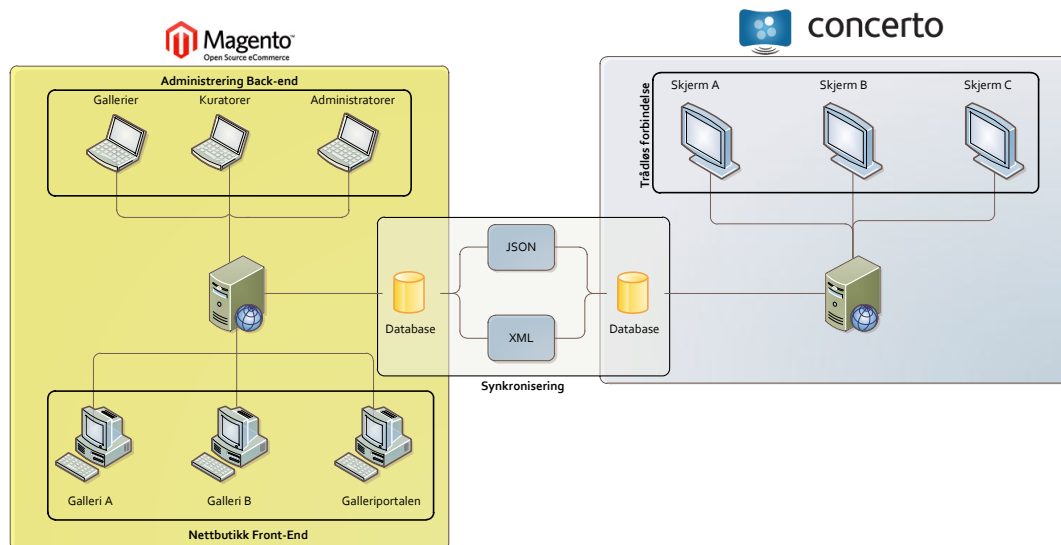 Magento™
Open Source eCommerce
concerto
Administrering Back-end
Gallerier
Kuratorer
Administratorer
Trådløs forbindelse
Skjerm A
Skjerm B
Skjerm C
JSON
Database
Database
XML
Synkronisering
Galleri A
Galleri B
Galleriportalen
Nettbutikk Front-End